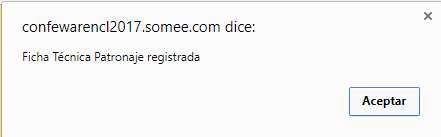 confewarencl2017.somee.com dice:
Ficha Técnica Patronaje registrada
Aceptar